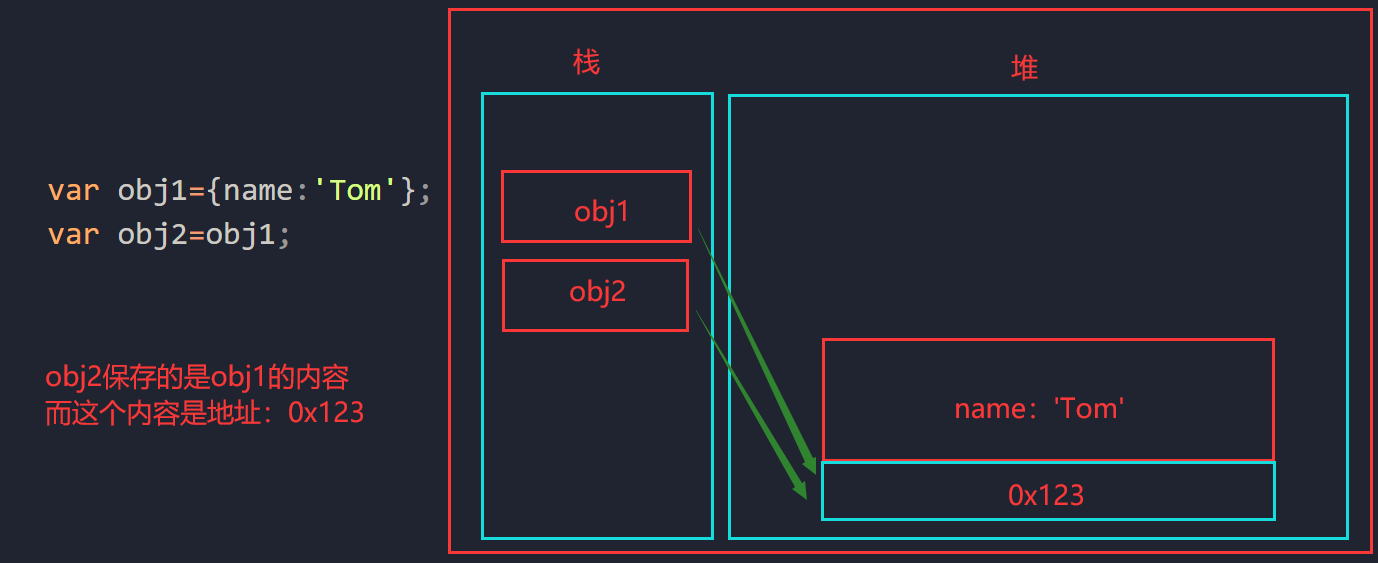 var obj1={name:'Tom'};
var obj2=obj1;
obj2保存的是obj1的内容
而这个内容是地址：0x123
栈
堆
obj1
obj2
name：'Tom'
0x123